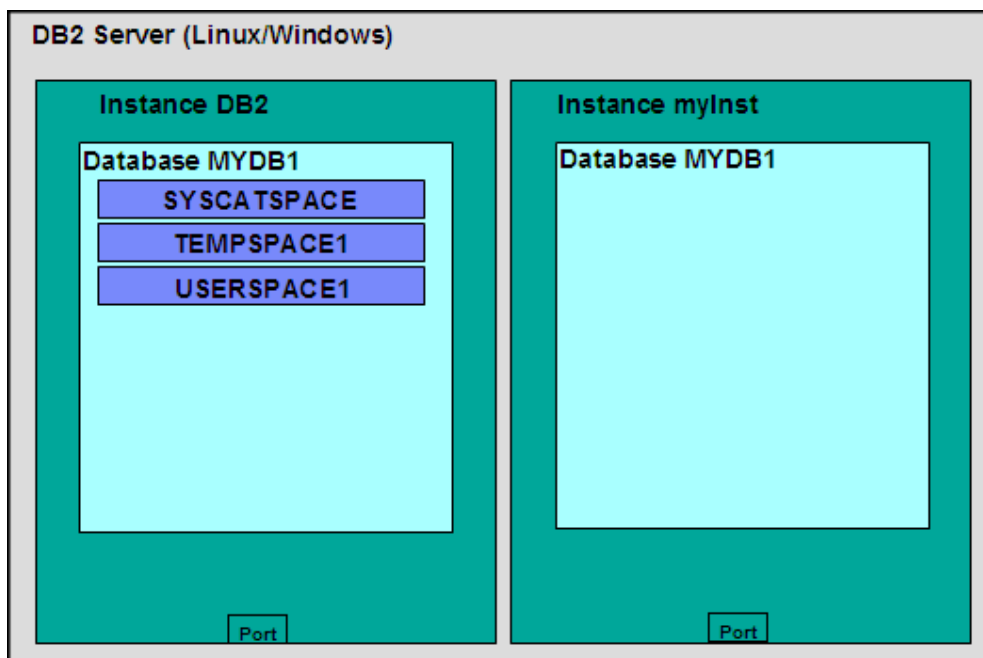 DB2 Server (Linux/Windows)
Instance DB2
Database MYDB1
SYSCATSPACE
TEMPSPACE1
USERSPACE1
Port
Instance myInst
Database MYDB1
Port